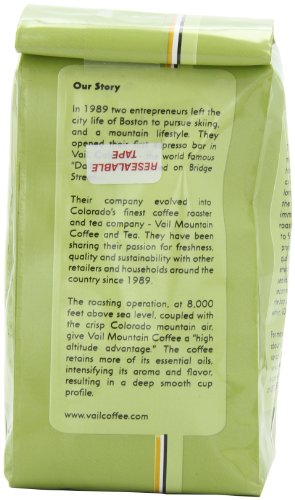 Our Story
In 1989 two entrepreneurs left the
city life of Boston to pursue skiing,
and a mountain lifestyle. They
opened their presso bar in
Vail world famous
"Da d on Bridge
Stre
RESEALABLE
TAPE
Their company evolved into
Colorado's finest coffee roaster
and tea company - Vail Mountain
Coffee and Tea. They have been
sharing their passion for freshness,
quality and sustainability with other
retailers and households around the
country since 1989.
The roasting operation, at 8,000
feet above sea level, coupled with
the crisp Colorado mountain air,
give Vail Mountain Coffee a "high
altitude advantage." The coffee
retains more of its essential oils,
intensifying its aroma and flavor,
resulting in a deep smooth cup
profile.
www.vailcoffee.com